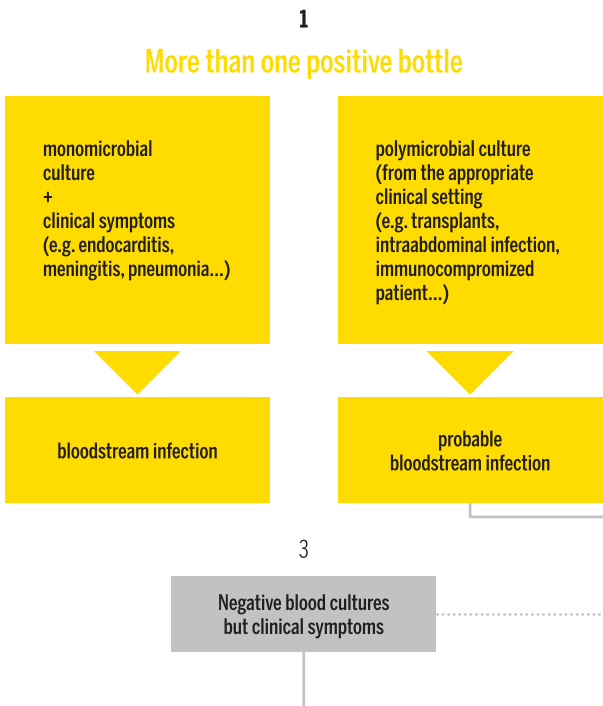 1
More than one positive bottle
monomicrobial
culture
+
clinical symptoms
(e.g. endocarditis,
meningitis, pneumonia...)
polymicrobial culture
(from the appropriate
clinical setting
(e.g. transplants,
intraabdominal infection,
immunocompromized
patient...)
bloodstream infection
probable
bloodstream infection
3
Negative blood cultures
but clinical symptoms